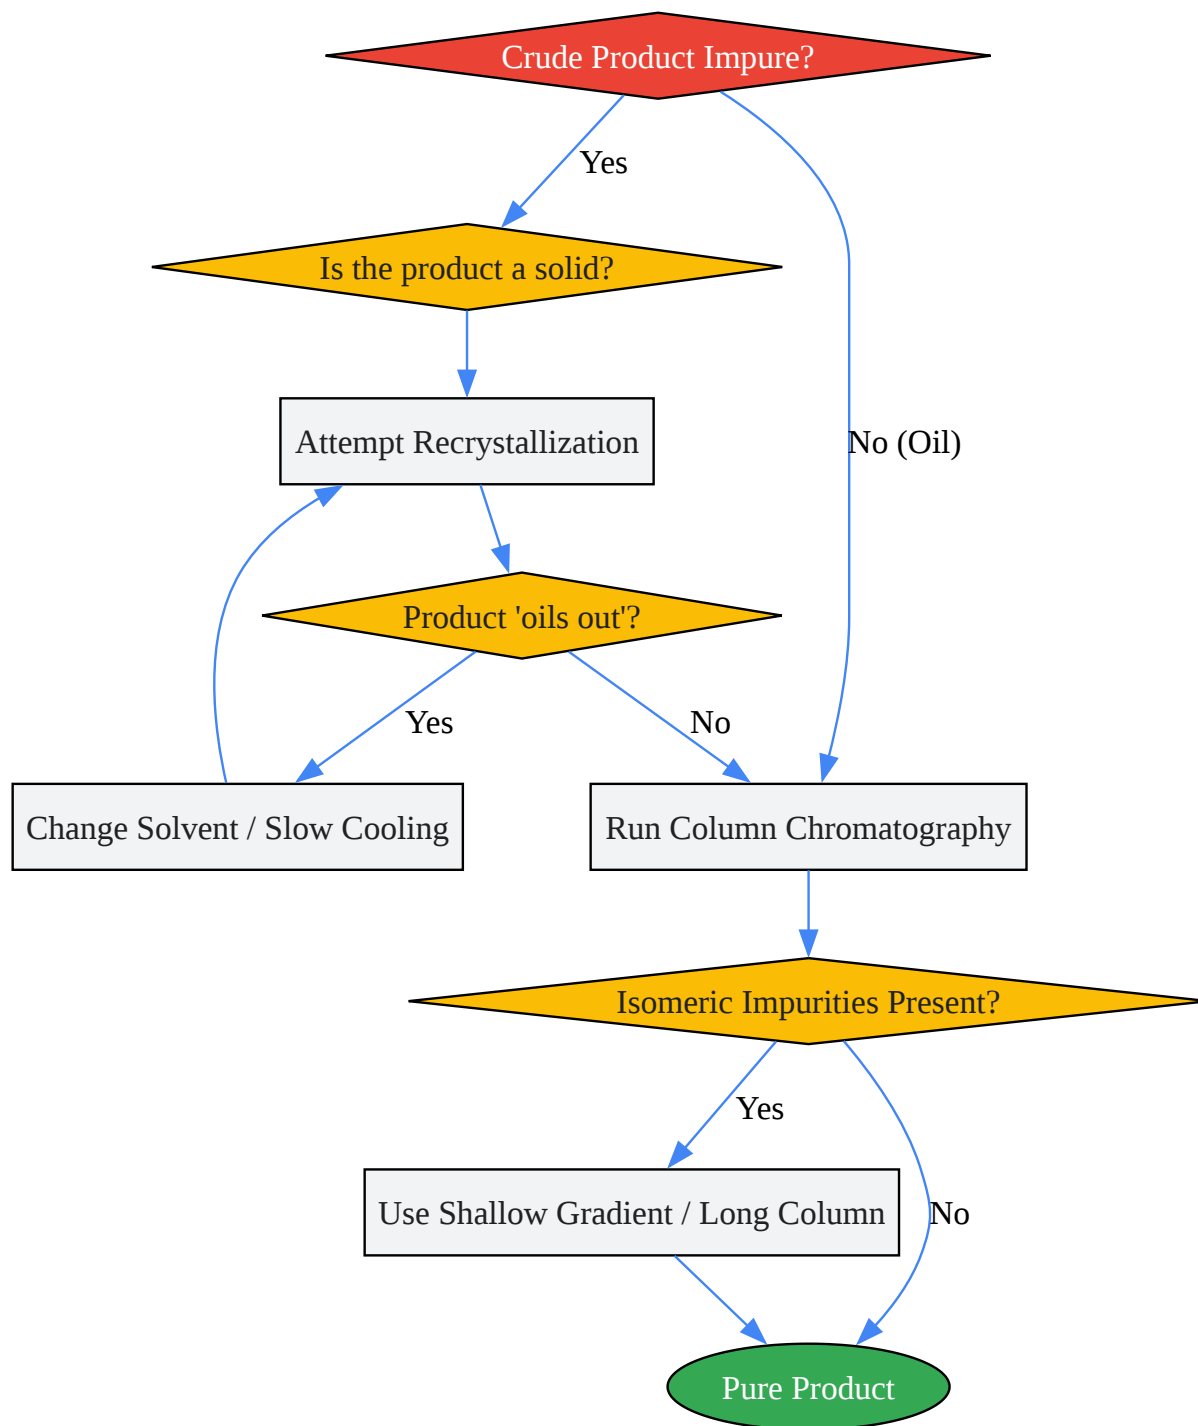 Crude Product Impure?
Yes
Is the product a solid?
Attempt Recrystallization
No (Oil)
Product 'oils out'?
Yes
No
Change Solvent / Slow Cooling
Run Column Chromatography
Isomeric Impurities Present?
Yes
Use Shallow Gradient / Long Column
No
Pure Product